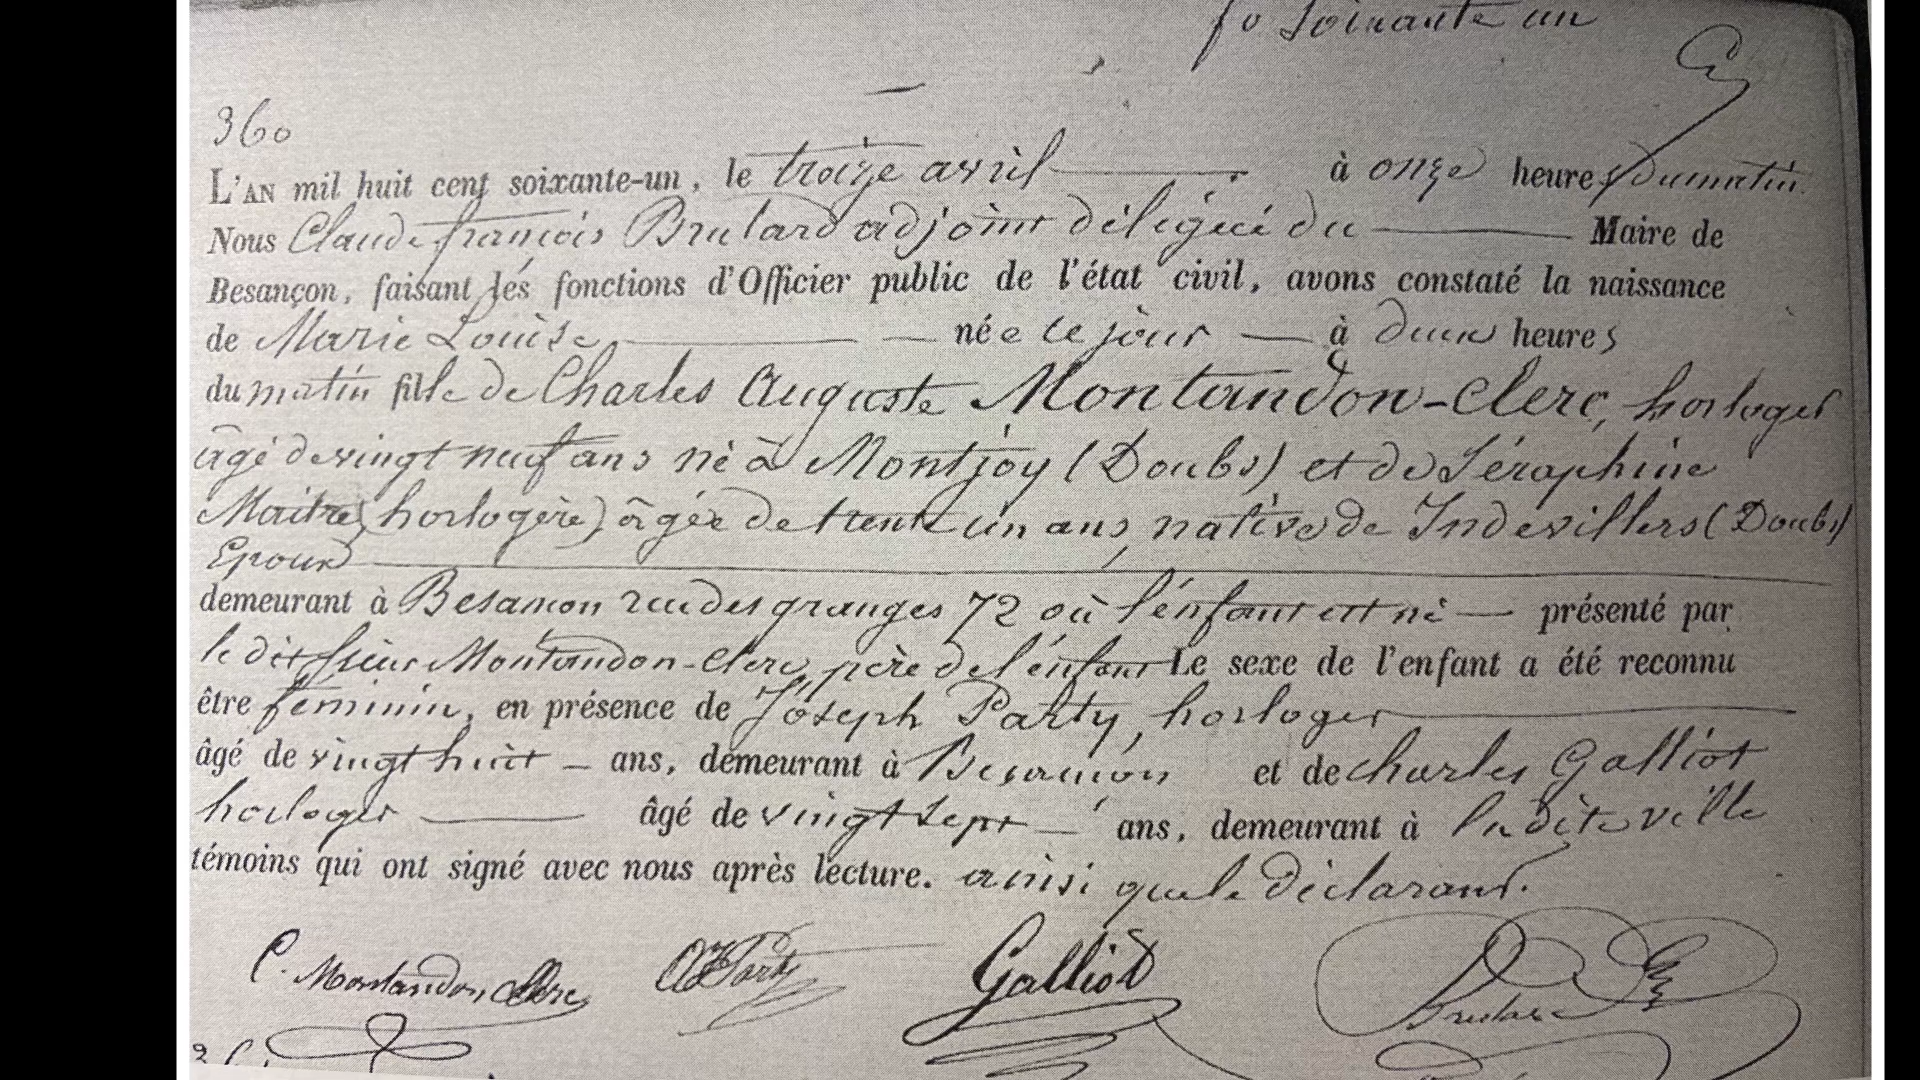 fo Soixante un
360
L'AN mil huit cent soixante-un, le treize avril à onze heures du matin.
Nous Claude françois Brulard adjoint délégué du Maire de
Besançon, faisant les fonctions d'Officier public de l'état civil, avons constaté la naissance
de Marie Louise née ce jour à deux heures
du matin fille de Charles Auguste Montandon-Clerc, horloger
âgé de vingt neuf ans né à Montjoy (Doubs) et de Séraphine
Maitre, (horlogère) âgée de trente un ans, native de Indevillers (Doubs)
Epoux
demeurant à Besancon rue des granges 72 où l'enfant est né présenté par
le dit sieur Montandon-Clerc, père de l'enfant Le sexe de l'enfant a été reconnu
être féminin, en présence de Joseph Party, horloger
âgé de vingt huit ans, demeurant à Besançon et de charles Galliot
horloger âgé de vingt sept ans, demeurant à la dite ville
témoins qui ont signé avec nous après lecture. ainsi que le déclarant.
C. Montandon Clerc Party Galliot Brulard